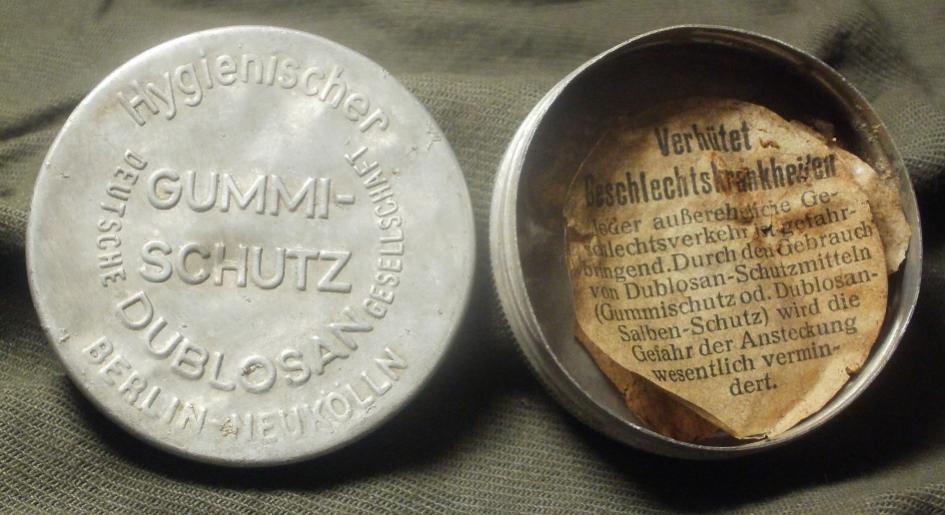 Hygienischer
GUMMI-
SCHUTZ
DEUTSCHE
DUBLOSAN
GESELLSCHAFT
BERLIN-NEUKÖLLN
Verhütet
Geschlechtskrankheiten
Jeder außereheliche Ge-
schlechtsverkehr ist gefahr-
bringend. Durch den Gebrauch
von Dublosan-Schutzmitteln
(Gummischutz od. Dublosan-
Salben-Schutz) wird die
Gefahr der Ansteckung
wesentlich vermin-
dert.